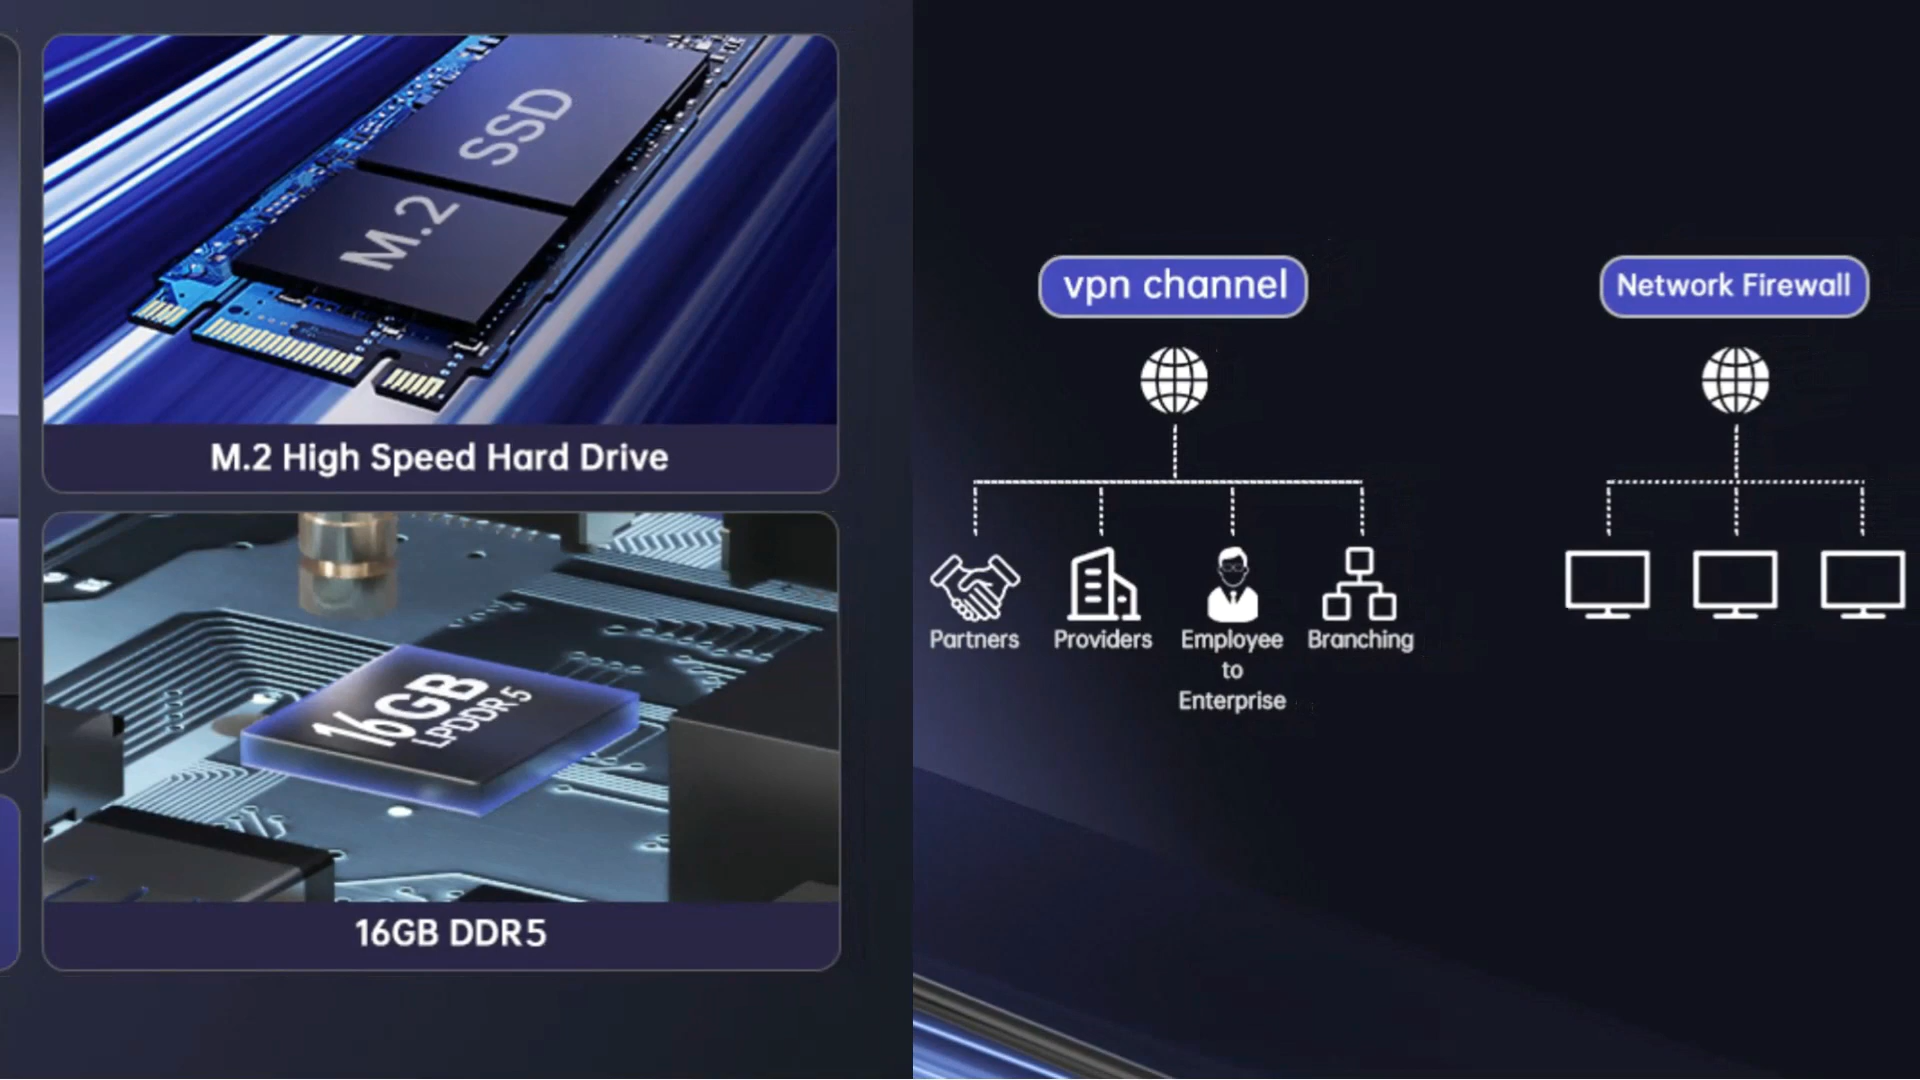 M.2 SSD
M.2 High Speed Hard Drive
16GB
LPDDR5
16GB DDR5
vpn channel
Partners
Providers
Employee
to
Enterprise
Branching
Network Firewall